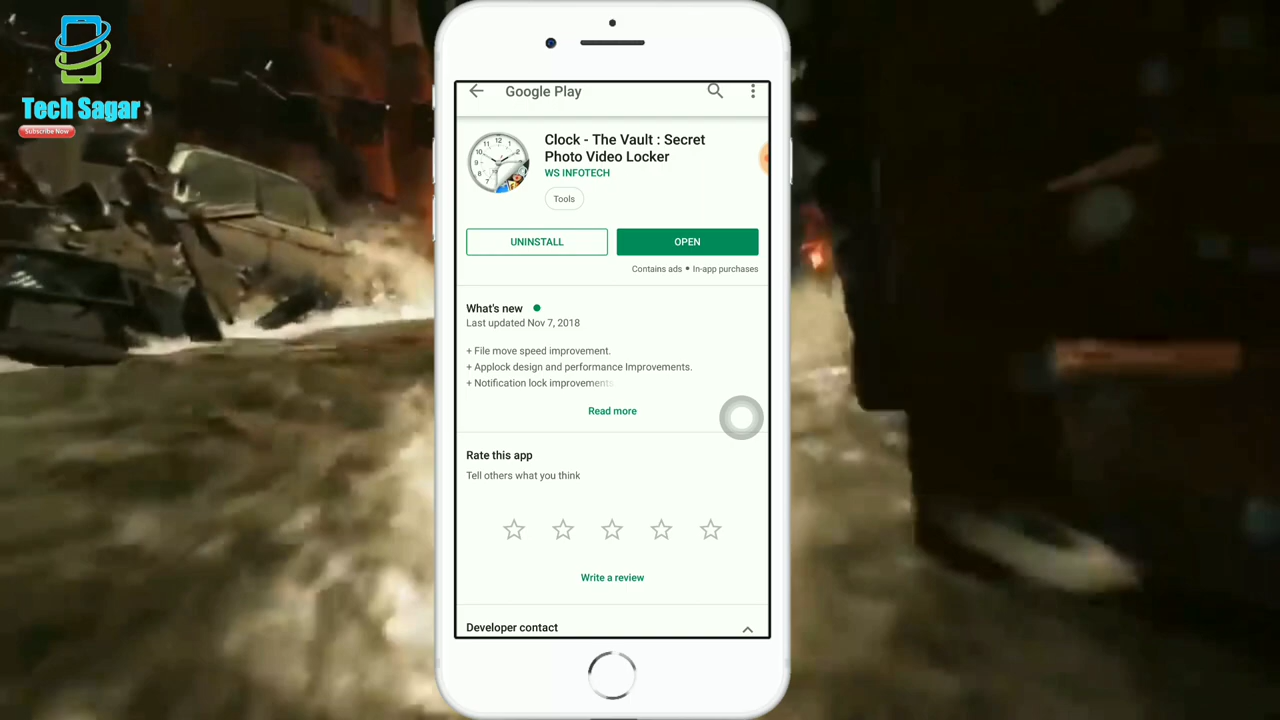 Tech Sagar
Subscribe Now
Google Play
Clock - The Vault : Secret
Photo Video Locker
WS INFOTECH
Tools
UNINSTALL
OPEN
Contains ads • In-app purchases
What's new
Last updated Nov 7, 2018
+ File move speed improvement.
+ Applock design and performance Improvements.
+ Notification lock improvements
Read more
Rate this app
Tell others what you think
Write a review
Developer contact